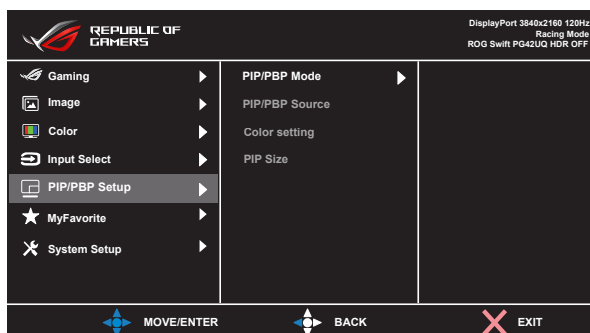 REPUBLIC OF
GAMERS
DisplayPort 3840x2160 120Hz
Racing Mode
ROG Swift PG42UQ HDR OFF
Gaming
Image
Color
Input Select
PIP/PBP Setup
MyFavorite
System Setup
PIP/PBP Mode
PIP/PBP Source
Color setting
PIP Size
MOVE/ENTER
BACK
EXIT